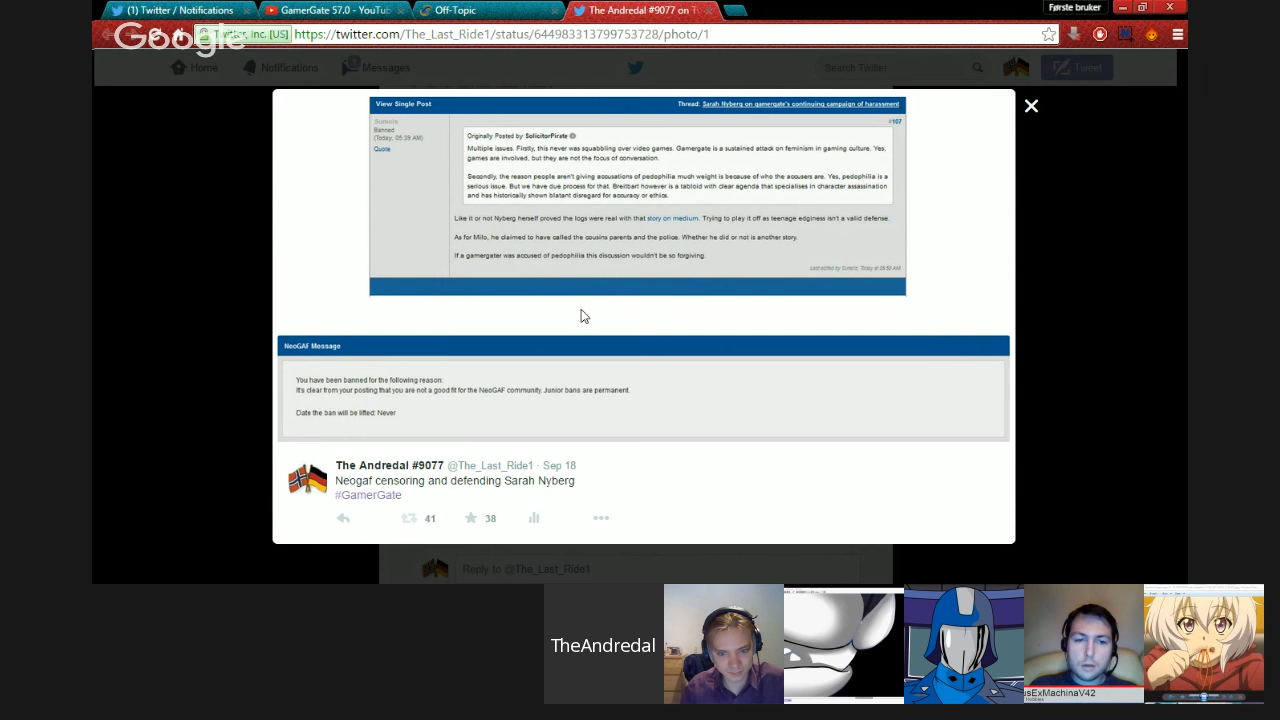 (1) Twitter / Notifications
GamerGate 57.0 - YouTub
Off-Topic
The Andredal #9077 on T
Første bruker
Google
Twitter, Inc. [US]
https://twitter.com/The_Last_Ride1/status/644983313799753728/photo/1
Home
Notifications
Messages
Search Twitter
Tweet
View Single Post
Thread: Sarah Nyberg on gamergate's continuing campaign of harassment
Banned
(Today, 05:39 AM)
Quote
#107
Originally Posted by SolicitorPirate
Multiple issues. Firstly, this never was squabbling over video games. Gamergate is a sustained attack on feminism in gaming culture. Yes,
games are involved, but they are not the focus of conversation.
Secondly, the reason people aren't giving accusations of pedophilia much weight is because of who the accusers are. Yes, pedophilia is a
serious issue. But we have due process for that. Breitbart however is a tabloid with clear agenda that specialises in character assassination
and has historically shown blatant disregard for accuracy or ethics.
Like it or not Nyberg herself proved the logs were real with that story on medium. Trying to play it off as teenage edginess isn't a valid defense.
As for Milo, he claimed to have called the cousins parents and the police. Whether he did or not is another story.
If a gamergater was accused of pedophilia this discussion wouldn't be so forgiving.
NeoGAF Message
You have been banned for the following reason:
It's clear from your posting that you are not a good fit for the NeoGAF community. Junior bans are permanent.
Date the ban will be lifted: Never
The Andredal #9077 @The_Last_Ride1 · Sep 18
Neogaf censoring and defending Sarah Nyberg
#GamerGate
41
38
Reply to @The_Last_Ride1
TheAndredal
usExMachinaV42